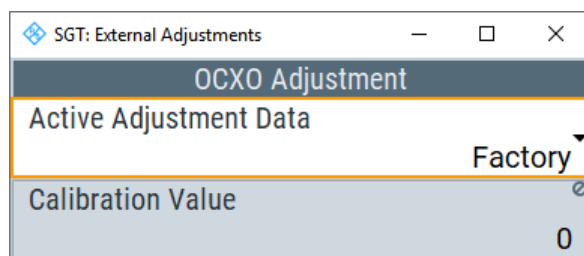 SGT: External Adjustments
OCXO Adjustment
Active Adjustment Data
Factory
Calibration Value
0